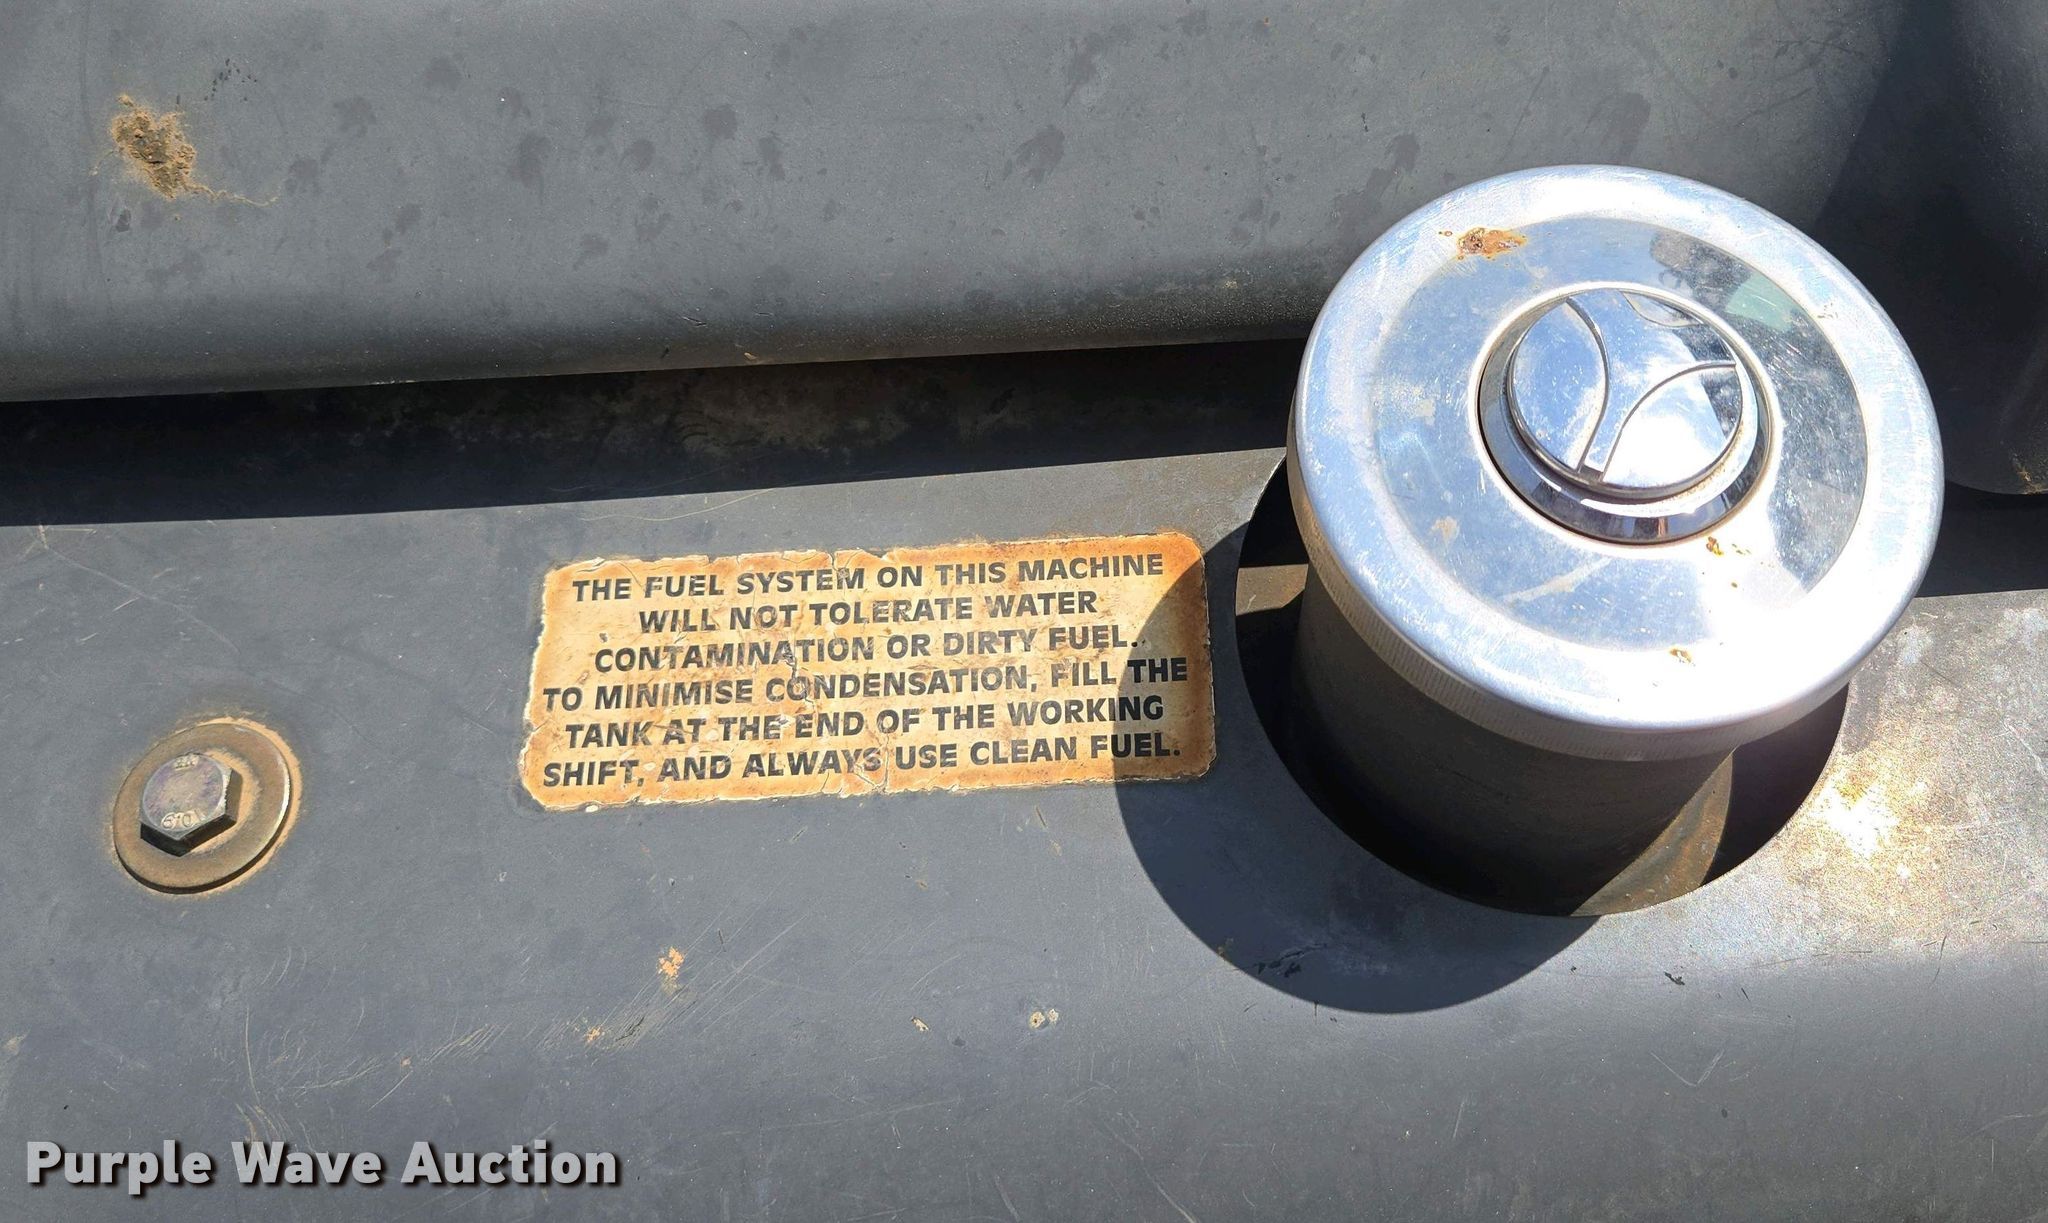 THE FUEL SYSTEM ON THIS MACHINE
WILL NOT TOLERATE WATER
CONTAMINATION OR DIRTY FUEL.
TO MINIMISE CONDENSATION, FILL THE
TANK AT THE END OF THE WORKING
SHIFT, AND ALWAYS USE CLEAN FUEL.
Purple Wave Auction